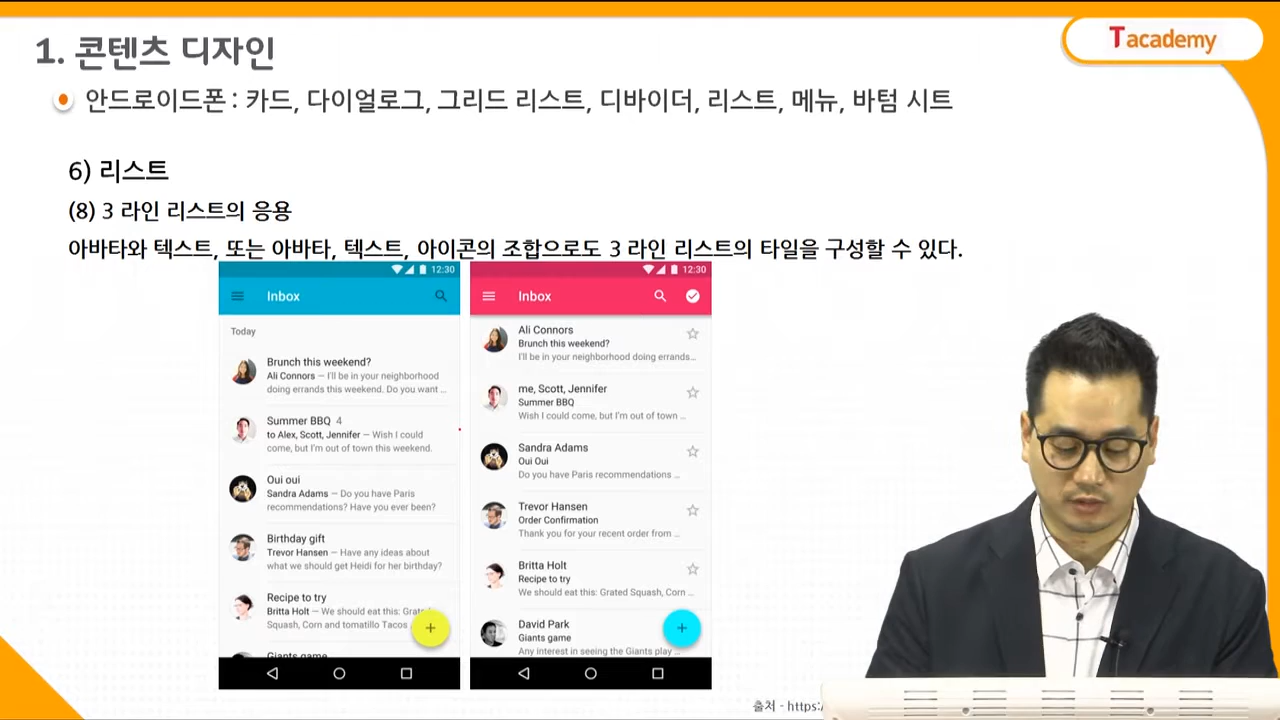 1. 콘텐츠 디자인
Tacademy
안드로이드폰 : 카드, 다이얼로그, 그리드 리스트, 디바이더, 리스트, 메뉴, 바텀 시트
6) 리스트
(8) 3 라인 리스트의 응용
아바타와 텍스트, 또는 아바타, 텍스트, 아이콘의 조합으로도 3 라인 리스트의 타일을 구성할 수 있다.
12:30
Inbox
Today
Brunch this weekend?
Ali Connors — I'll be in your neighborhood
doing errands this weekend. Do you want ...
Summer BBQ 4
to Alex, Scott, Jennifer — Wish I could
come, but I'm out of town this weekend.
Oui oui
Sandra Adams — Do you have Paris
recommendations? Have you ever been?
Birthday gift
Trevor Hansen — Have any ideas about
what we should get Heidi for her birthday?
Recipe to try
Britta Holt — We should eat this: Grated
Squash, Corn and tomatillo Tacos
Giants game
12:30
Inbox
Ali Connors
Brunch this weekend?
I'll be in your neighborhood doing errands...
me, Scott, Jennifer
Summer BBQ
Wish I could come, but I'm out of town ...
Sandra Adams
Oui Oui
Do you have Paris recommendations ...
Trevor Hansen
Order Confirmation
Thank you for your recent order from ...
Britta Holt
Recipe to try
We should eat this: Grated Squash, Corn ...
David Park
Giants game
Any interest in seeing the Giants play ...
출처 - https:/